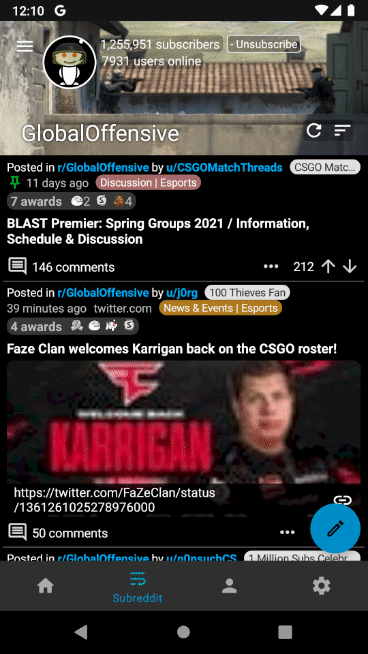 12:10 G
1,255,951 subscribers - Unsubscribe
7931 users online
GlobalOffensive
Posted in r/GlobalOffensive by u/CSGOMatchThreads CSGO Matc...
11 days ago Discussion | Esports
7 awards 2 S 4
BLAST Premier: Spring Groups 2021 / Information,
Schedule & Discussion
146 comments ... 212
Posted in r/GlobalOffensive by u/j0rg 100 Thieves Fan
39 minutes ago twitter.com News & Events | Esports
4 awards S
Faze Clan welcomes Karrigan back on the CSGO roster!
WELCOME BACK
KARRIGAN
https://twitter.com/FaZeClan/status
/1361261025278976000
50 comments ...
Posted in r/GlobalOffensive by u/n0nsuchCS 1 Million Subs Celebr...
Subreddit